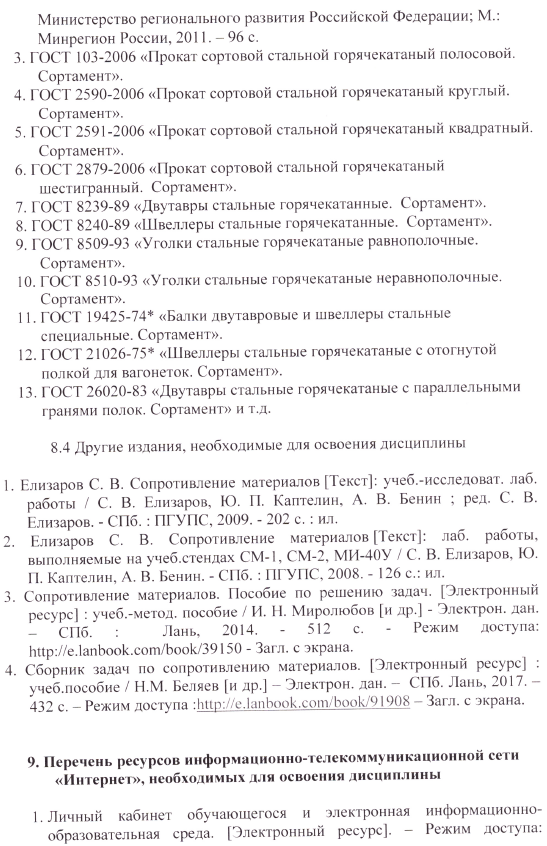 Министерство регионального развития Российской Федерации; М.:
Минрегион России, 2011. – 96 с.
3. ГОСТ 103-2006 «Прокат сортовой стальной горячекатаный полосовой.
Сортамент».
4. ГОСТ 2590-2006 «Прокат сортовой стальной горячекатаный круглый.
Сортамент».
5. ГОСТ 2591-2006 «Прокат сортовой стальной горячекатаный квадратный.
Сортамент».
6. ГОСТ 2879-2006 «Прокат сортовой стальной горячекатаный
шестигранный. Сортамент».
7. ГОСТ 8239-89 «Двутавры стальные горячекатанные. Сортамент».
8. ГОСТ 8240-89 «Швеллеры стальные горячекатанные. Сортамент».
9. ГОСТ 8509-93 «Уголки стальные горячекатаные равнополочные.
Сортамент».
10. ГОСТ 8510-93 «Уголки стальные горячекатаные неравнополочные.
Сортамент».
11. ГОСТ 19425-74* «Балки двутавровые и швеллеры стальные
специальные. Сортамент».
12. ГОСТ 21026-75* «Швеллеры стальные горячекатаные с отогнутой
полкой для вагонеток. Сортамент».
13. ГОСТ 26020-83 «Двутавры стальные горячекатаные с параллельными
гранями полок. Сортамент» и т.д.
8.4 Другие издания, необходимые для освоения дисциплины
1. Елизаров С. В. Сопротивление материалов [Текст]: учеб.-исследоват. лаб.
работы / С. В. Елизаров, Ю. П. Каптелин, А. В. Бенин ; ред. С. В.
Елизаров. - СПб. : ПГУПС, 2009. - 202 с. : ил.
2. Елизаров С. В. Сопротивление материалов [Текст]: лаб. работы,
выполняемые на учеб.стендах СМ-1, СМ-2, МИ-40У / С. В. Елизаров, Ю.
П. Каптелин, А. В. Бенин. - СПб. : ПГУПС, 2008. - 126 с.: ил.
3. Сопротивление материалов. Пособие по решению задач. [Электронный
ресурс] : учеб.-метод. пособие / И. Н. Миролюбов [и др.] - Электрон. дан.
– СПб. : Лань, 2014. - 512 с. - Режим доступа:
http://e.lanbook.com/book/39150 - Загл. с экрана.
4. Сборник задач по сопротивлению материалов. [Электронный ресурс] :
учеб.пособие / Н.М. Беляев [и др.] – Электрон. дан. – СПб. Лань, 2017. –
432 с. – Режим доступа :http://e.lanbook.com/book/91908 – Загл. с экрана.
9. Перечень ресурсов информационно-телекоммуникационной сети
«Интернет», необходимых для освоения дисциплины
1. Личный кабинет обучающегося и электронная информационно-
образовательная среда. [Электронный ресурс]. – Режим доступа: